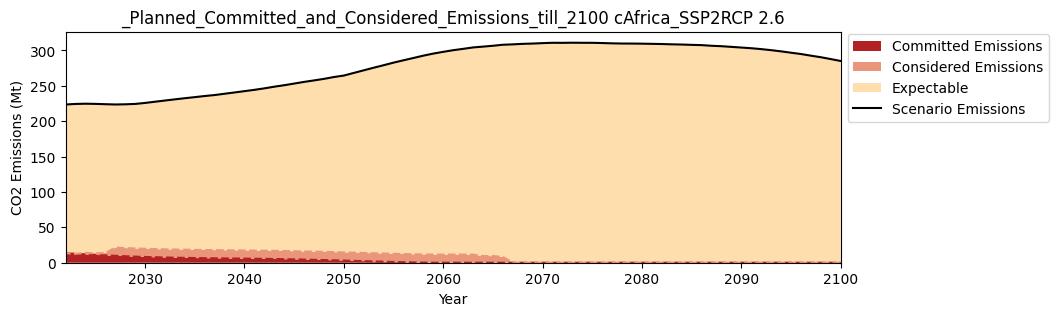 _Planned_Committed_and_Considered_Emissions_till_2100 cAfrica_SSP2RCP 2.6
300
250
200
150
100
50
0
CO2 Emissions (Mt)
2030 2040 2050 2060 2070 2080 2090 2100
Year
Committed Emissions
Considered Emissions
Expectable
Scenario Emissions